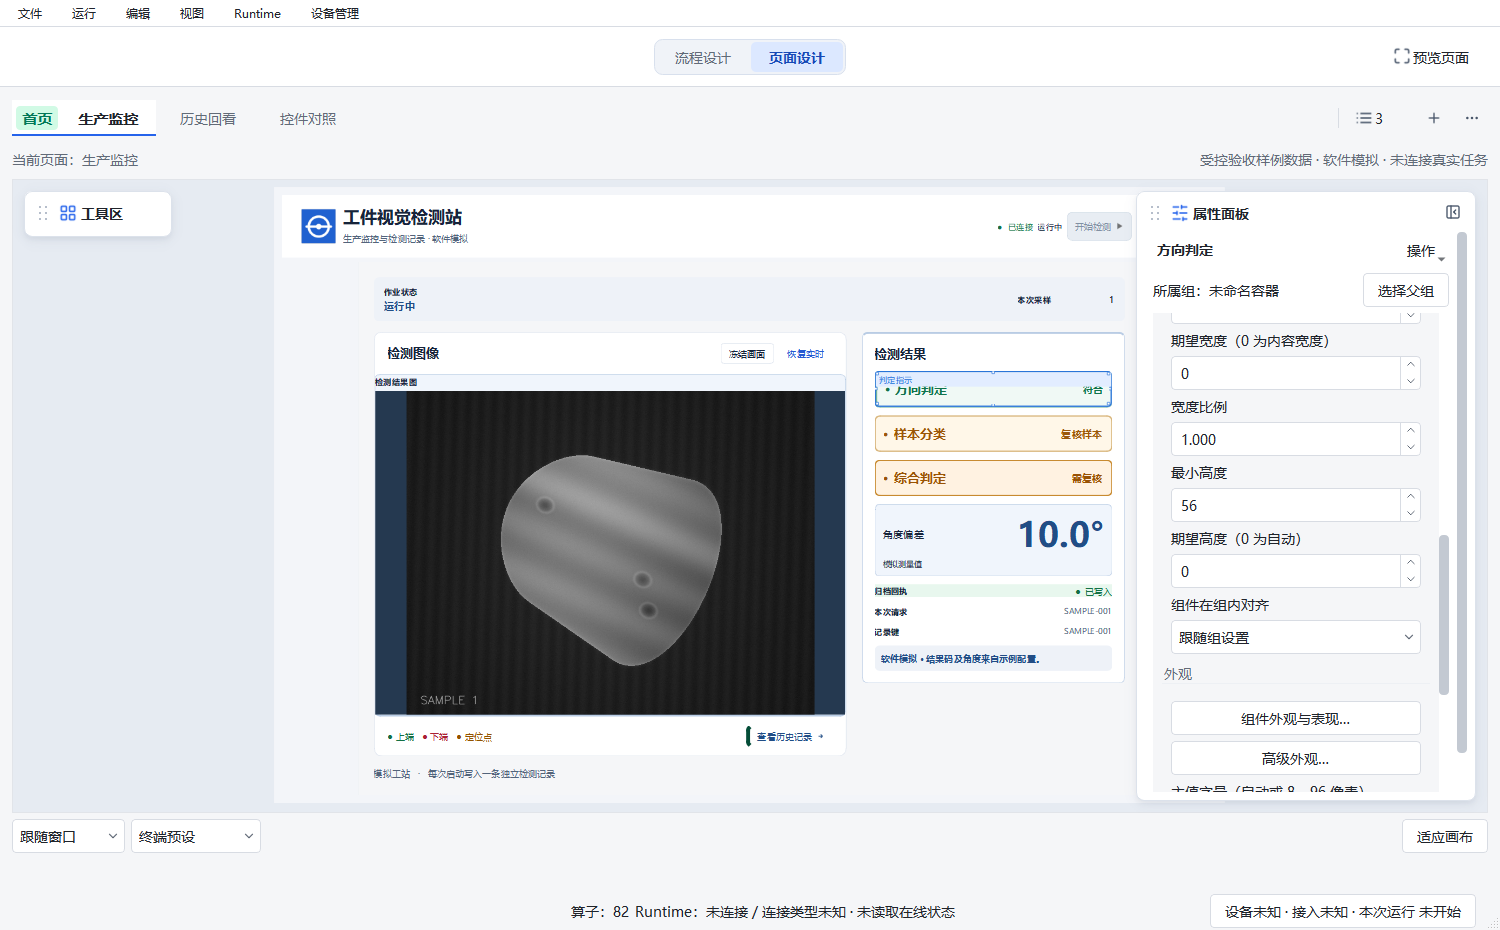 文件 运行 编辑 视图 Runtime 设备管理
流程设计 页面设计 预览页面
首页 生产监控 历史回看 控件对照 3
当前页面：生产监控 受控验收样例数据 · 软件模拟 · 未连接真实任务
工具区
工件视觉检测站
生产监控与检测记录 · 软件模拟
已连接 运行中 开始检测
作业状态
运行中
本次采样 1
检测图像 冻结画面 恢复实时
检测结果图
SAMPLE 1
上端 下端 定位点 查看历史记录
模拟工站 · 每次启动写入一条独立检测记录
检测结果
判定指示
方向判定 符合
样本分类 复核样本
综合判定 需复核
角度偏差 10.0°
模拟测量值
归档回执 已写入
本次请求 SAMPLE-001
记录键 SAMPLE-001
软件模拟 • 结果码及角度来自示例配置。
属性面板
方向判定 操作
所属组：未命名容器 选择父组
期望宽度（0 为内容宽度）
0
宽度比例
1.000
最小高度
56
期望高度（0 为自动）
0
组件在组内对齐
跟随组设置
外观
组件外观与表现...
高级外观...
跟随窗口 终端预设 适应画布
算子：82 Runtime：未连接 / 连接类型未知 · 未读取在线状态
设备未知 · 接入未知 · 本次运行 未开始